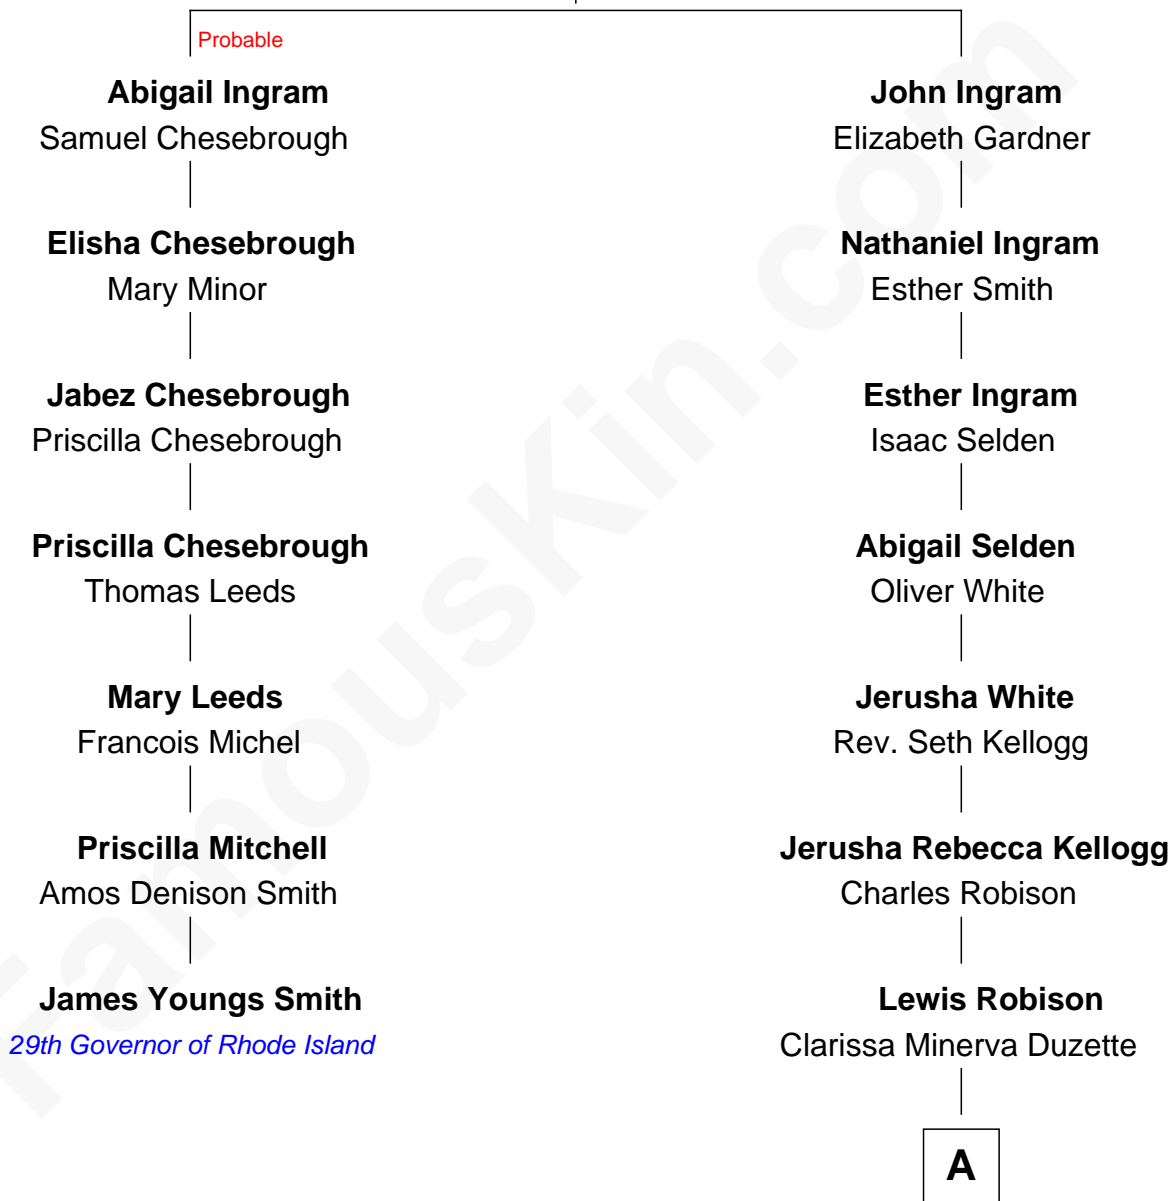 Probable
Abigail Ingram
Samuel Chesebrough
Elisha Chesebrough
Mary Minor
Jabez Chesebrough
Priscilla Chesebrough
Priscilla Chesebrough
Thomas Leeds
Mary Leeds
Francois Michel
Priscilla Mitchell
Amos Denison Smith
James Youngs Smith
29th Governor of Rhode Island
John Ingram
Elizabeth Gardner
Nathaniel Ingram
Esther Smith
Esther Ingram
Isaac Selden
Abigail Selden
Oliver White
Jerusha White
Rev. Seth Kellogg
Jerusha Rebecca Kellogg
Charles Robison
Lewis Robison
Clarissa Minerva Duzette
A
FamousKin.com